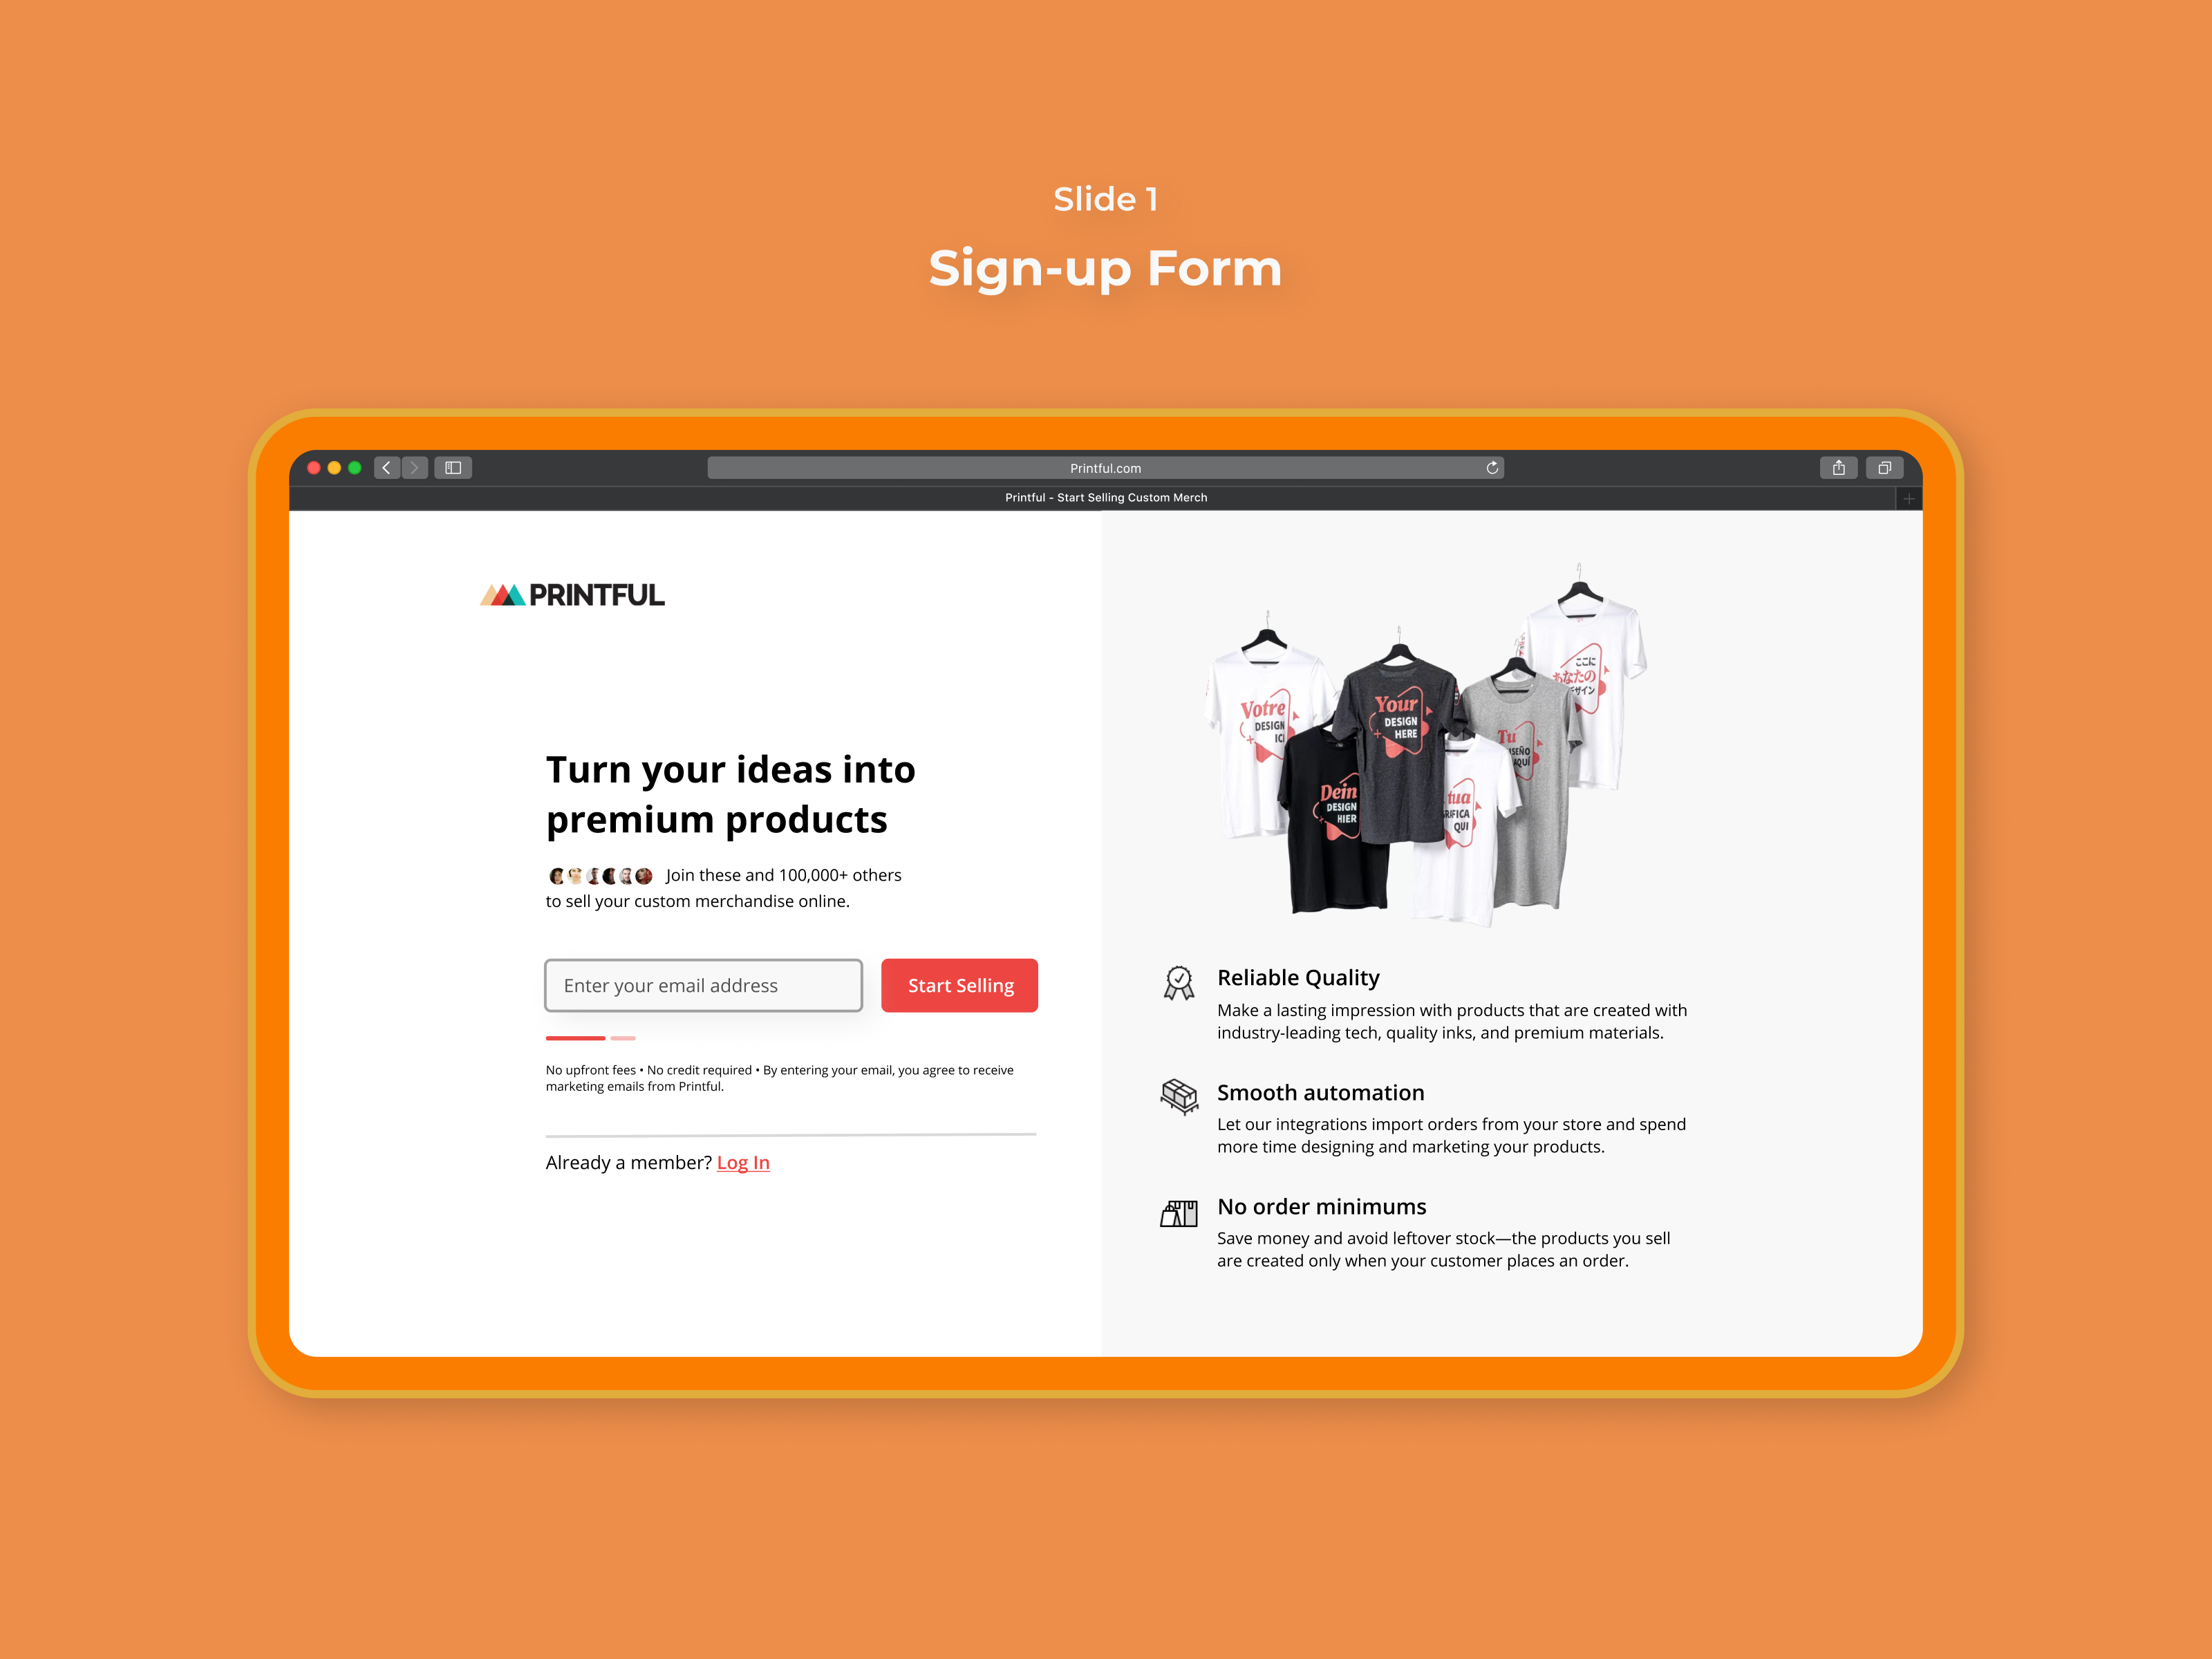 Slide 1
Sign-up Form
Printful.com
Printful - Start Selling Custom Merch
PRINTFUL
Turn your ideas into
premium products
Join these and 100,000+ others
to sell your custom merchandise online.
Enter your email address
Start Selling
No upfront fees • No credit required • By entering your email, you agree to receive
marketing emails from Printful.
Already a member? Log In
Votre
DESIGN
ICI
Dein
DESIGN
HIER
Your
DESIGN
HERE
tua
QUI
Tu
AQUÍ
ここに
あなたの
Reliable Quality
Make a lasting impression with products that are created with
industry-leading tech, quality inks, and premium materials.
Smooth automation
Let our integrations import orders from your store and spend
more time designing and marketing your products.
No order minimums
Save money and avoid leftover stock—the products you sell
are created only when your customer places an order.